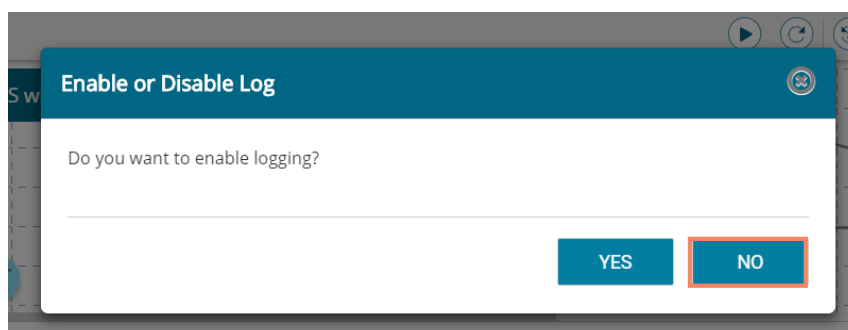 S w
Enable or Disable Log
Do you want to enable logging?
YES
NO